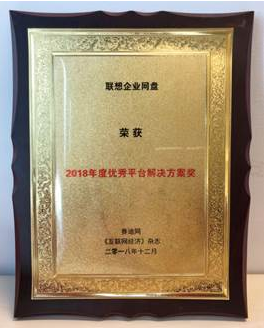 联想企业网盘
荣获
2018年度优秀平台解决方案奖
赛迪网
《互联网经济》杂志
二零一八年十二月